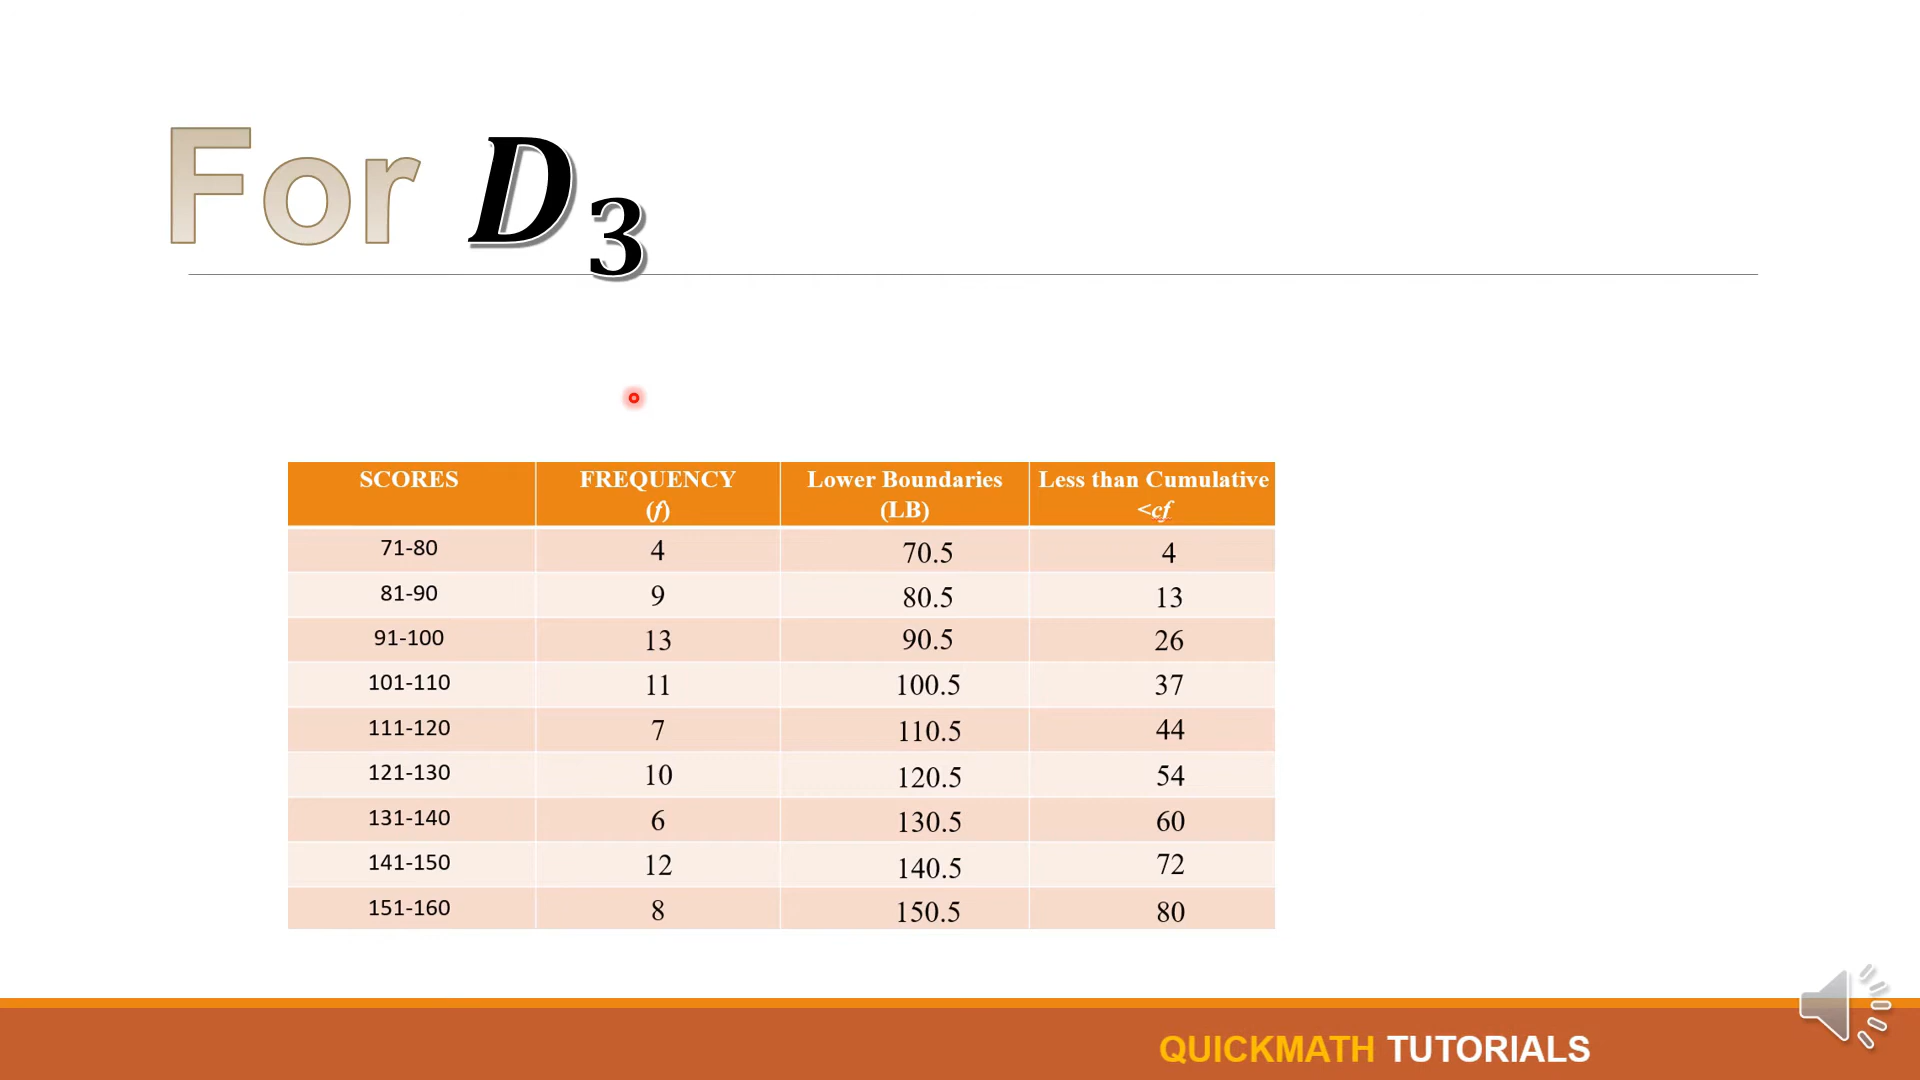 For D₃
SCORES FREQUENCY (f) Lower Boundaries (LB) Less than Cumulative <cf
71-80 4 70.5 4
81-90 9 80.5 13
91-100 13 90.5 26
101-110 11 100.5 37
111-120 7 110.5 44
121-130 10 120.5 54
131-140 6 130.5 60
141-150 12 140.5 72
151-160 8 150.5 80
QUICKMATH TUTORIALS